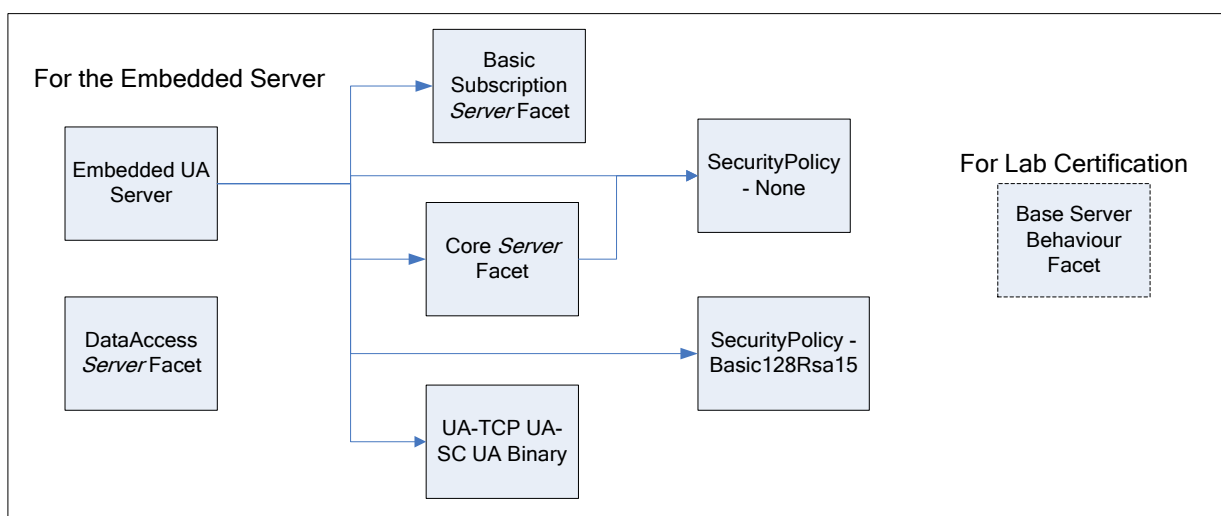 For the Embedded Server
Embedded UA
Server
DataAccess
Server Facet
Basic
Subscription
Server Facet
Core Server
Facet
UA-TCP UA-
SC UA Binary
SecurityPolicy
- None
SecurityPolicy -
Basic128Rsa15
For Lab Certification
Base Server
Behaviour
Facet